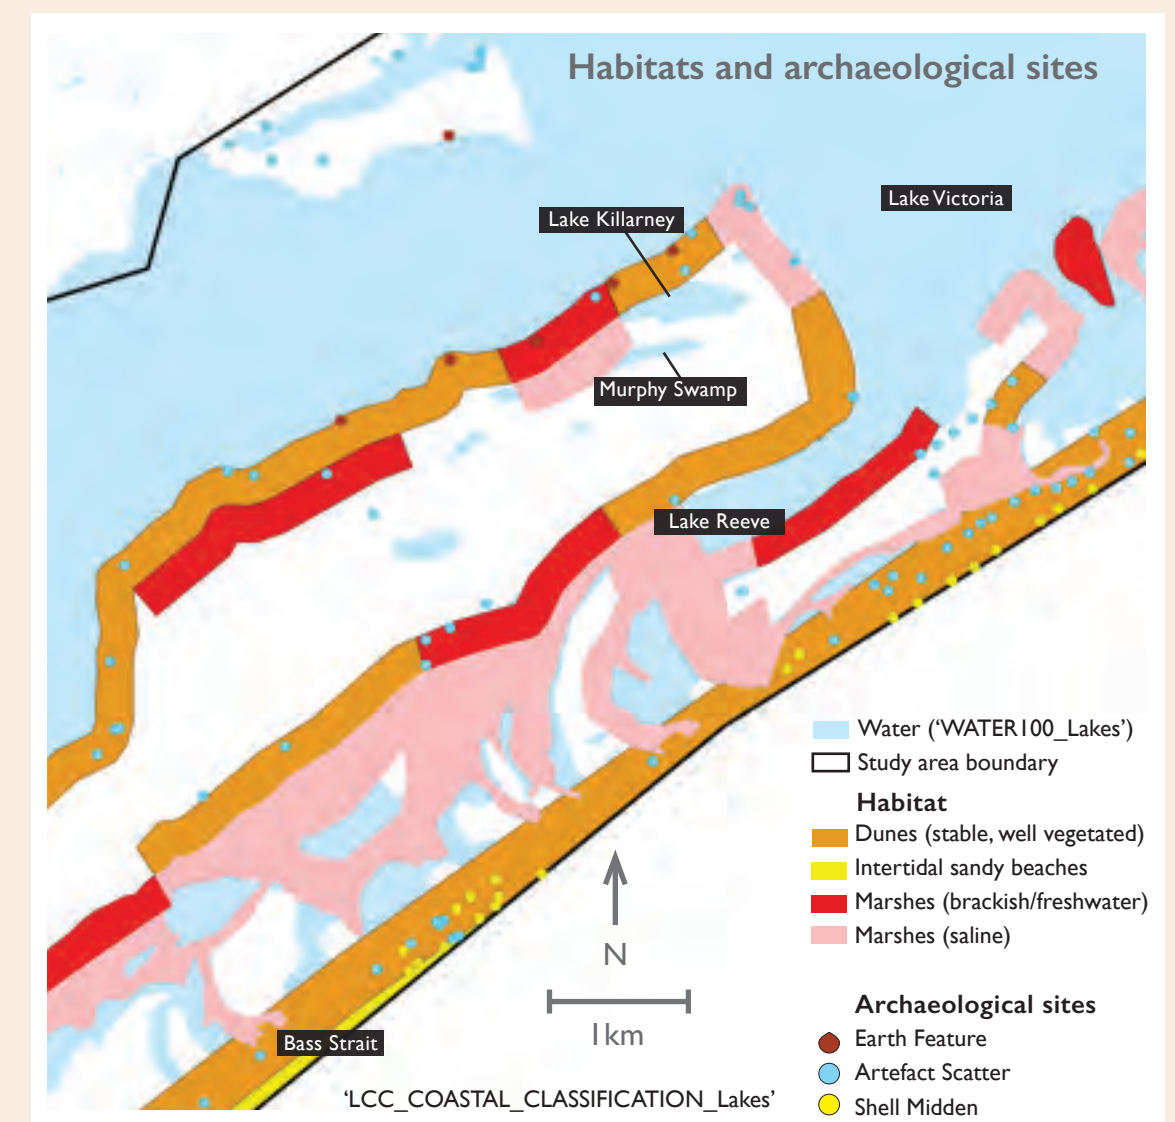 Habitats and archaeological sites
Lake Victoria
Lake Killarney
Murphy Swamp
Lake Reeve
Water (‘WATER100_Lakes’)
Study area boundary
Habitat
Dunes (stable, well vegetated)
Intertidal sandy beaches
Marshes (brackish/freshwater)
Marshes (saline)
N
1km
Archaeological sites
Earth Feature
Artefact Scatter
Shell Midden
Bass Strait
‘LCC_COASTAL_CLASSIFICATION_Lakes’